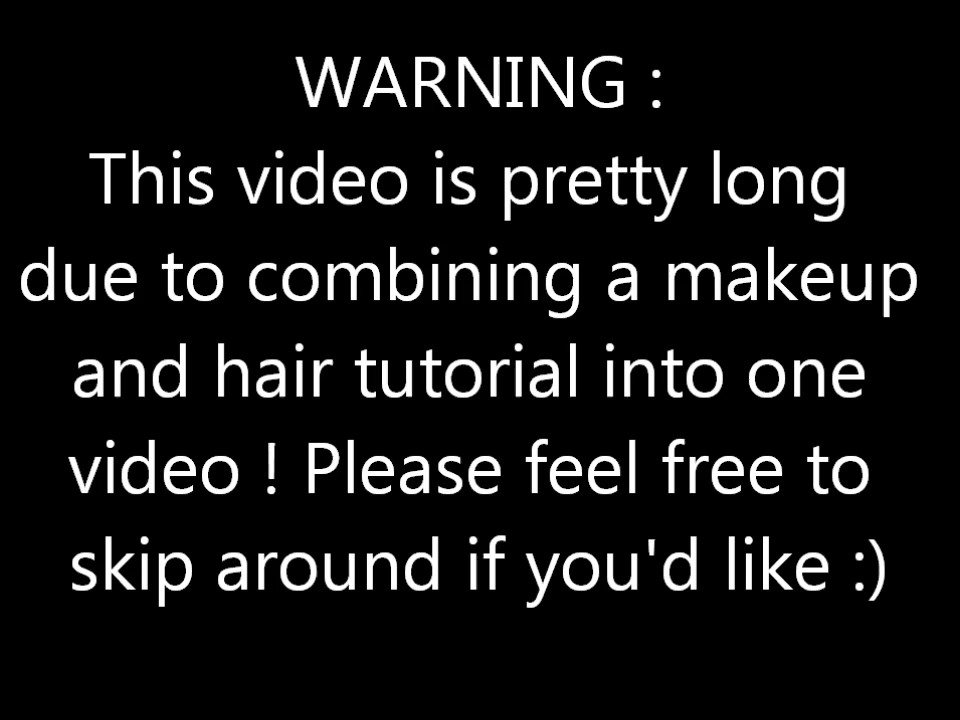 WARNING :
This video is pretty long
due to combining a makeup
and hair tutorial into one
video ! Please feel free to
skip around if you'd like :)